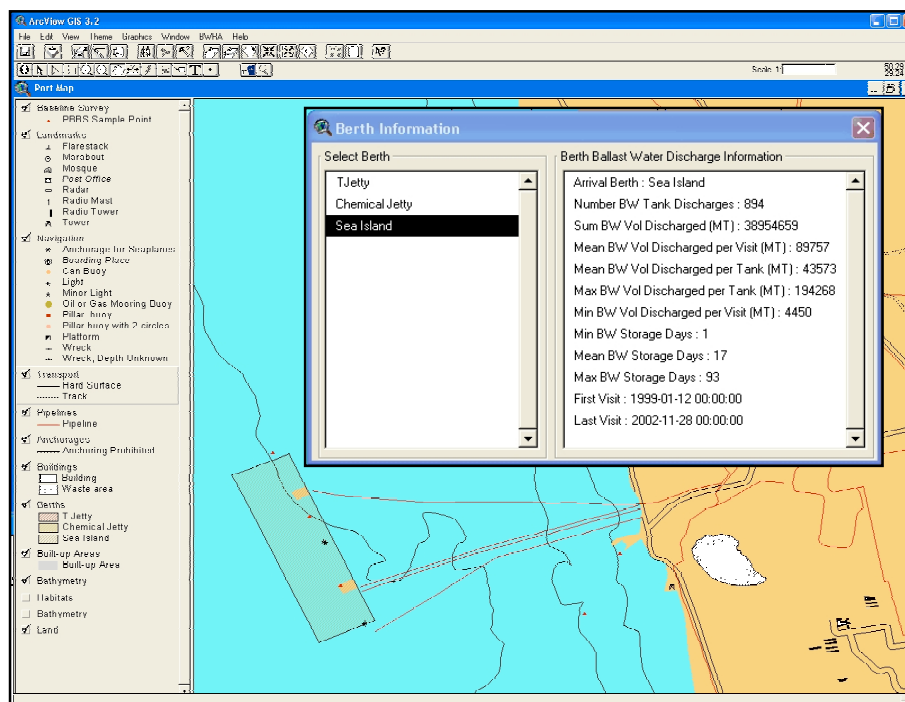 ArcView GIS 3.2
File Edit View Theme Graphics Window BWRA Help
Scale 1:
Port Map
Baseline Survey
PBBS Sample Point
Landmarks
Flarestack
Morabout
Mosque
Post Office
Radar
Radio Mast
Radio Tower
Tower
Navigation
Anchorage for Seaplanes
Boarding Place
Can Buoy
Light
Minor Light
Oil or Gas Mooring Buoy
Pillar buoy
Pillar buoy with 2 circles
Platform
Wreck
Wreck, Depth Unknown
Transport
Hard Surface
Track
Pipelines
Pipeline
Anchorages
Anchoring Prohibited
Buildings
Building
Waste area
Berths
T Jetty
Chemical Jetty
Sea Island
Built-up Areas
Built-up Area
Bathymetry
Habitats
Bathymetry
Land
Berth Information
Select Berth
TJetty
Chemical Jetty
Sea Island
Berth Ballast Water Discharge Information
Arrival Berth : Sea Island
Number BW Tank Discharges : 894
Sum BW Vol Discharged (MT) : 38954659
Mean BW Vol Discharged per Visit (MT) : 89757
Mean BW Vol Discharged per Tank (MT) : 43573
Max BW Vol Discharged per Tank (MT) : 194268
Min BW Vol Discharged per Visit (MT) : 4450
Min BW Storage Days : 1
Mean BW Storage Days : 17
Max BW Storage Days : 93
First Visit : 1999-01-12 00:00:00
Last Visit : 2002-11-28 00:00:00